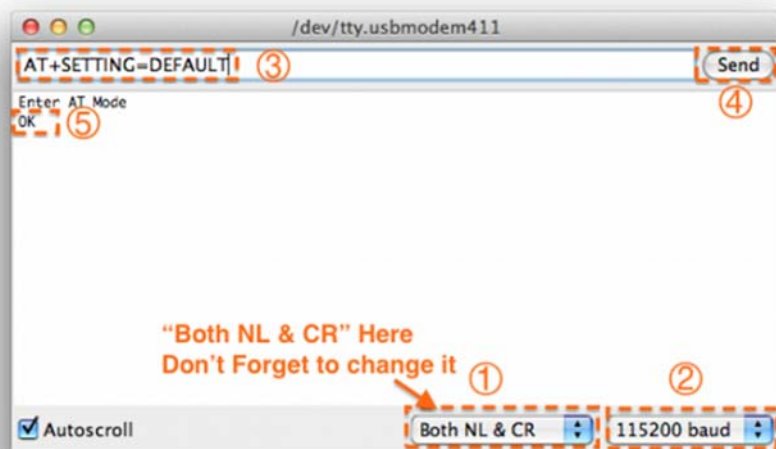 /dev/tty.usbmodem411
AT+SETTING=DEFAULT ③
Send
④
Enter AT Mode
OK ⑤
“Both NL & CR” Here
Don’t Forget to change it
① ②
Autoscroll Both NL & CR 115200 baud